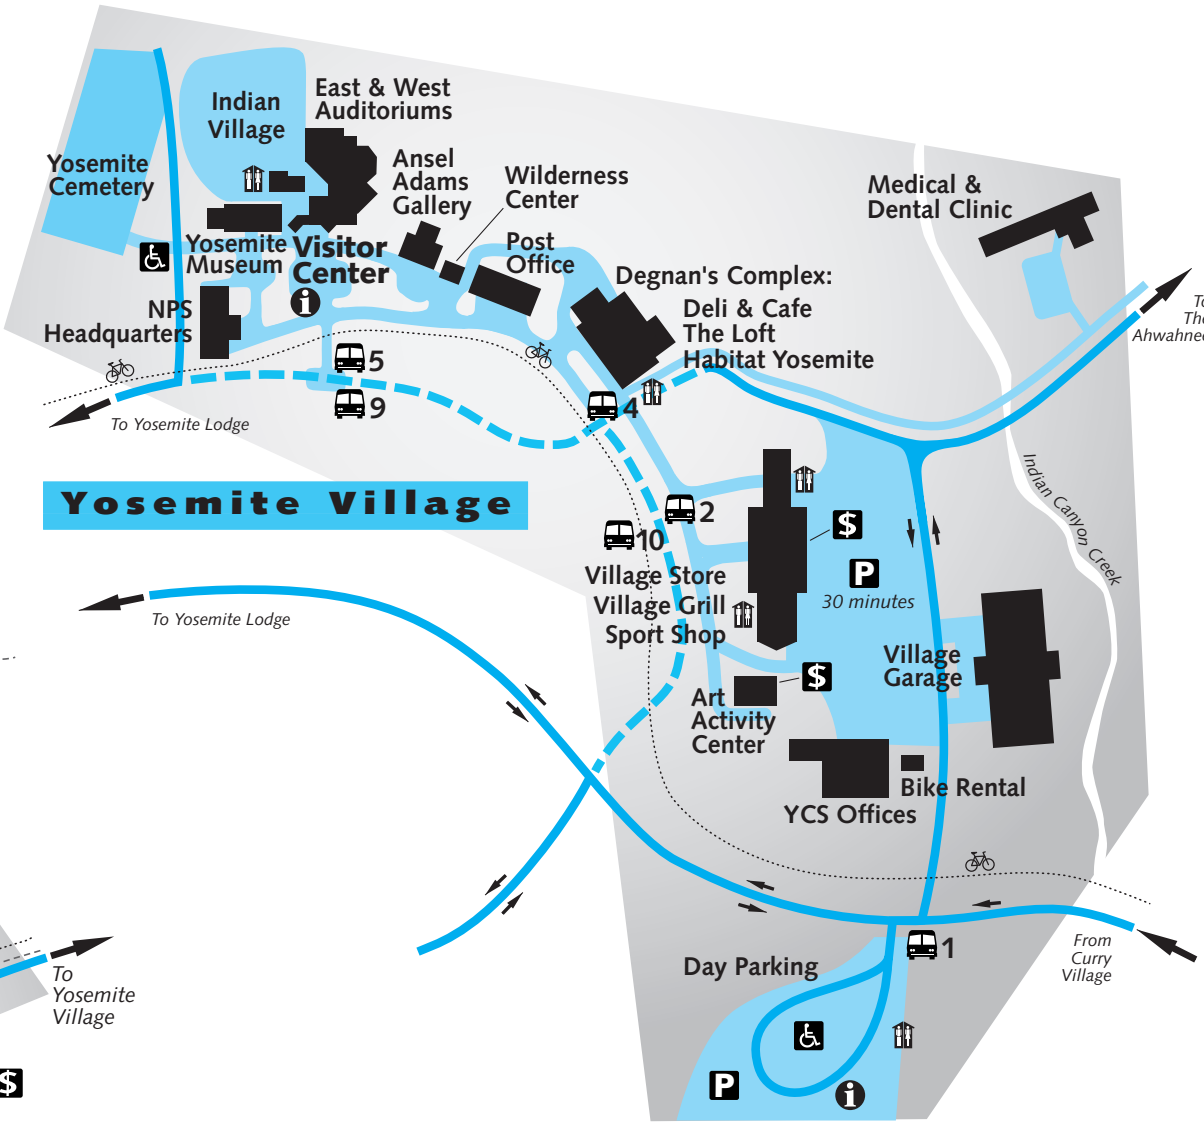 East & West
Auditoriums
Indian
Village
Yosemite
Cemetery
Ansel
Adams
Gallery
Wilderness
Center
Medical &
Dental Clinic
Yosemite
Museum
Visitor
Center
i
Post
Office
Degnan's Complex:
Deli & Cafe
The Loft
Habitat Yosemite
NPS
Headquarters
To
The
Ahwahnee
5
9
4
To Yosemite Lodge
Yosemite Village
2
10
$
P
30 minutes
Indian Canyon Creek
Village Store
Village Grill
Sport Shop
To Yosemite Lodge
Village
Garage
$
Art
Activity
Center
Bike Rental
YCS Offices
1
From
Curry
Village
Day Parking
To
Yosemite
Village
P
i
$